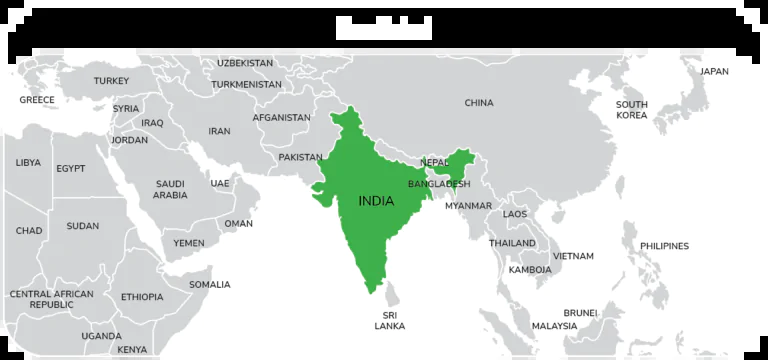 UZBEKISTAN
JAPAN
TURKEY
TURKMENISTAN
GREECE
CHINA
SYRIA
SOUTH
KOREA
AFGANISTAN
IRAQ
IRAN
JORDAN
PAKISTAN
NEPAL
LIBYA
EGYPT
SAUDI
ARABIA
UAE
BANGLADESH
INDIA
MYANMAR
LAOS
CHAD
SUDAN
OMAN
YEMEN
THAILAND
PHILIPINES
VIETNAM
KAMBOJA
SOMALIA
CENTRAL AFRICAN
REPUBLIC
ETHIOPIA
SRI
LANKA
BRUNEI
MALAYSIA
UGANDA
KENYA